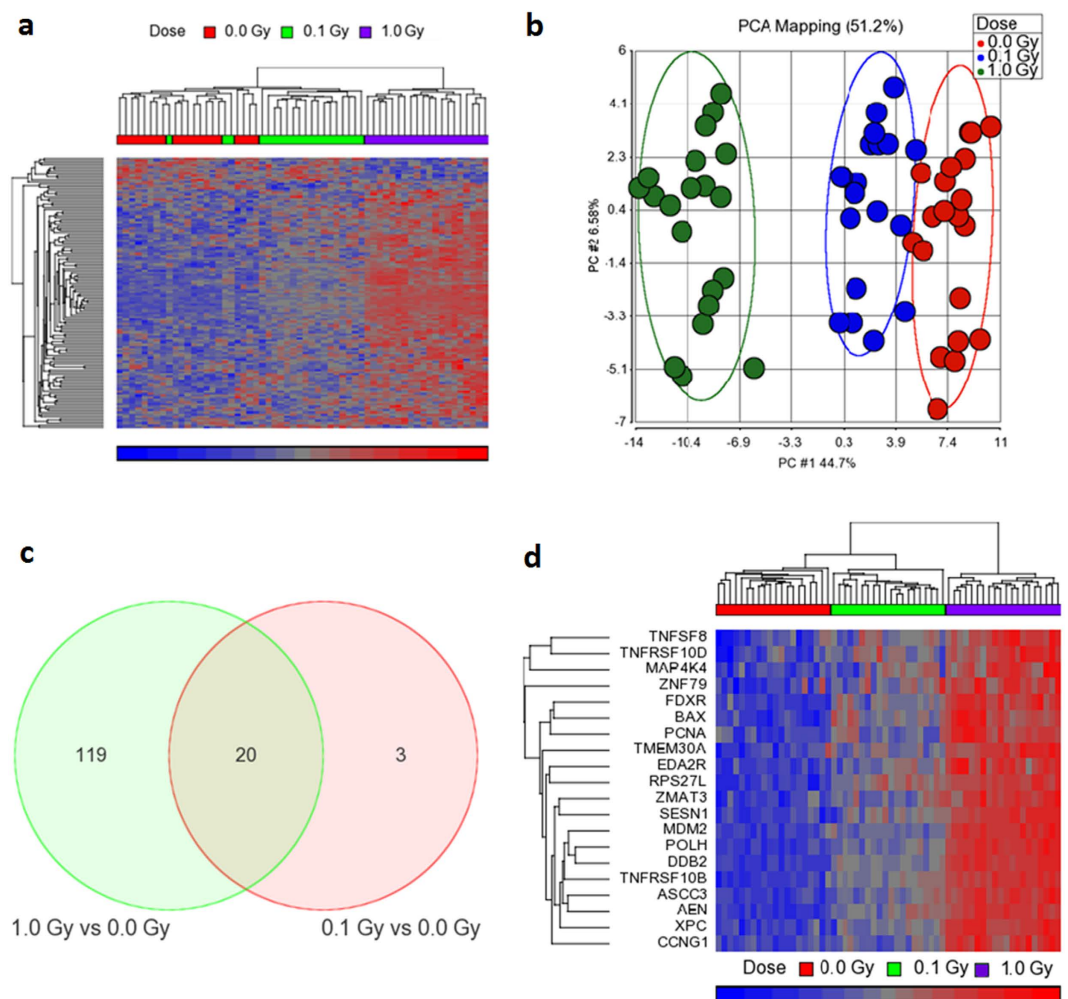 a
Dose 0.0 Gy 0.1 Gy 1.0 Gy
b
PCA Mapping (51.2%)
Dose
0.0 Gy
0.1 Gy
1.0 Gy
PC #2 6.58%
6
4.1
2.3
0.4
-1.4
-3.3
-5.1
-7
-14 -10.4 -6.9 -3.3 0.3 3.9 7.4 11
PC #1 44.7%
c
119 20 3
1.0 Gy vs 0.0 Gy 0.1 Gy vs 0.0 Gy
d
TNFSF8
TNFRSF10D
MAP4K4
ZNF79
FDXR
BAX
PCNA
TMEM30A
EDA2R
RPS27L
ZMAT3
SESN1
MDM2
POLH
DDB2
TNFRSF10B
ASCC3
AEN
XPC
CCNG1
Dose 0.0 Gy 0.1 Gy 1.0 Gy